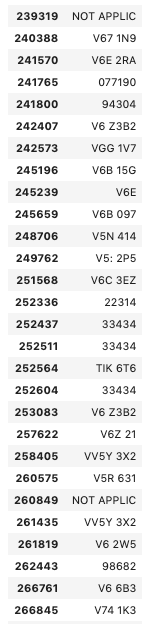 239319 NOT APPLIC
240388 V67 1N9
241570 V6E 2RA
241765 077190
241800 94304
242407 V6 Z3B2
242573 VGG 1V7
245196 V6B 15G
245239 V6E
245659 V6B 097
248706 V5N 414
249762 V5: 2P5
251568 V6C 3EZ
252336 22314
252437 33434
252511 33434
252564 TIK 6T6
252604 33434
253083 V6 Z3B2
257622 V6Z 21
258405 VV5Y 3X2
260575 V5R 631
260849 NOT APPLIC
261435 VV5Y 3X2
261819 V6 2W5
262443 98682
266761 V6 6B3
266845 V74 1K3